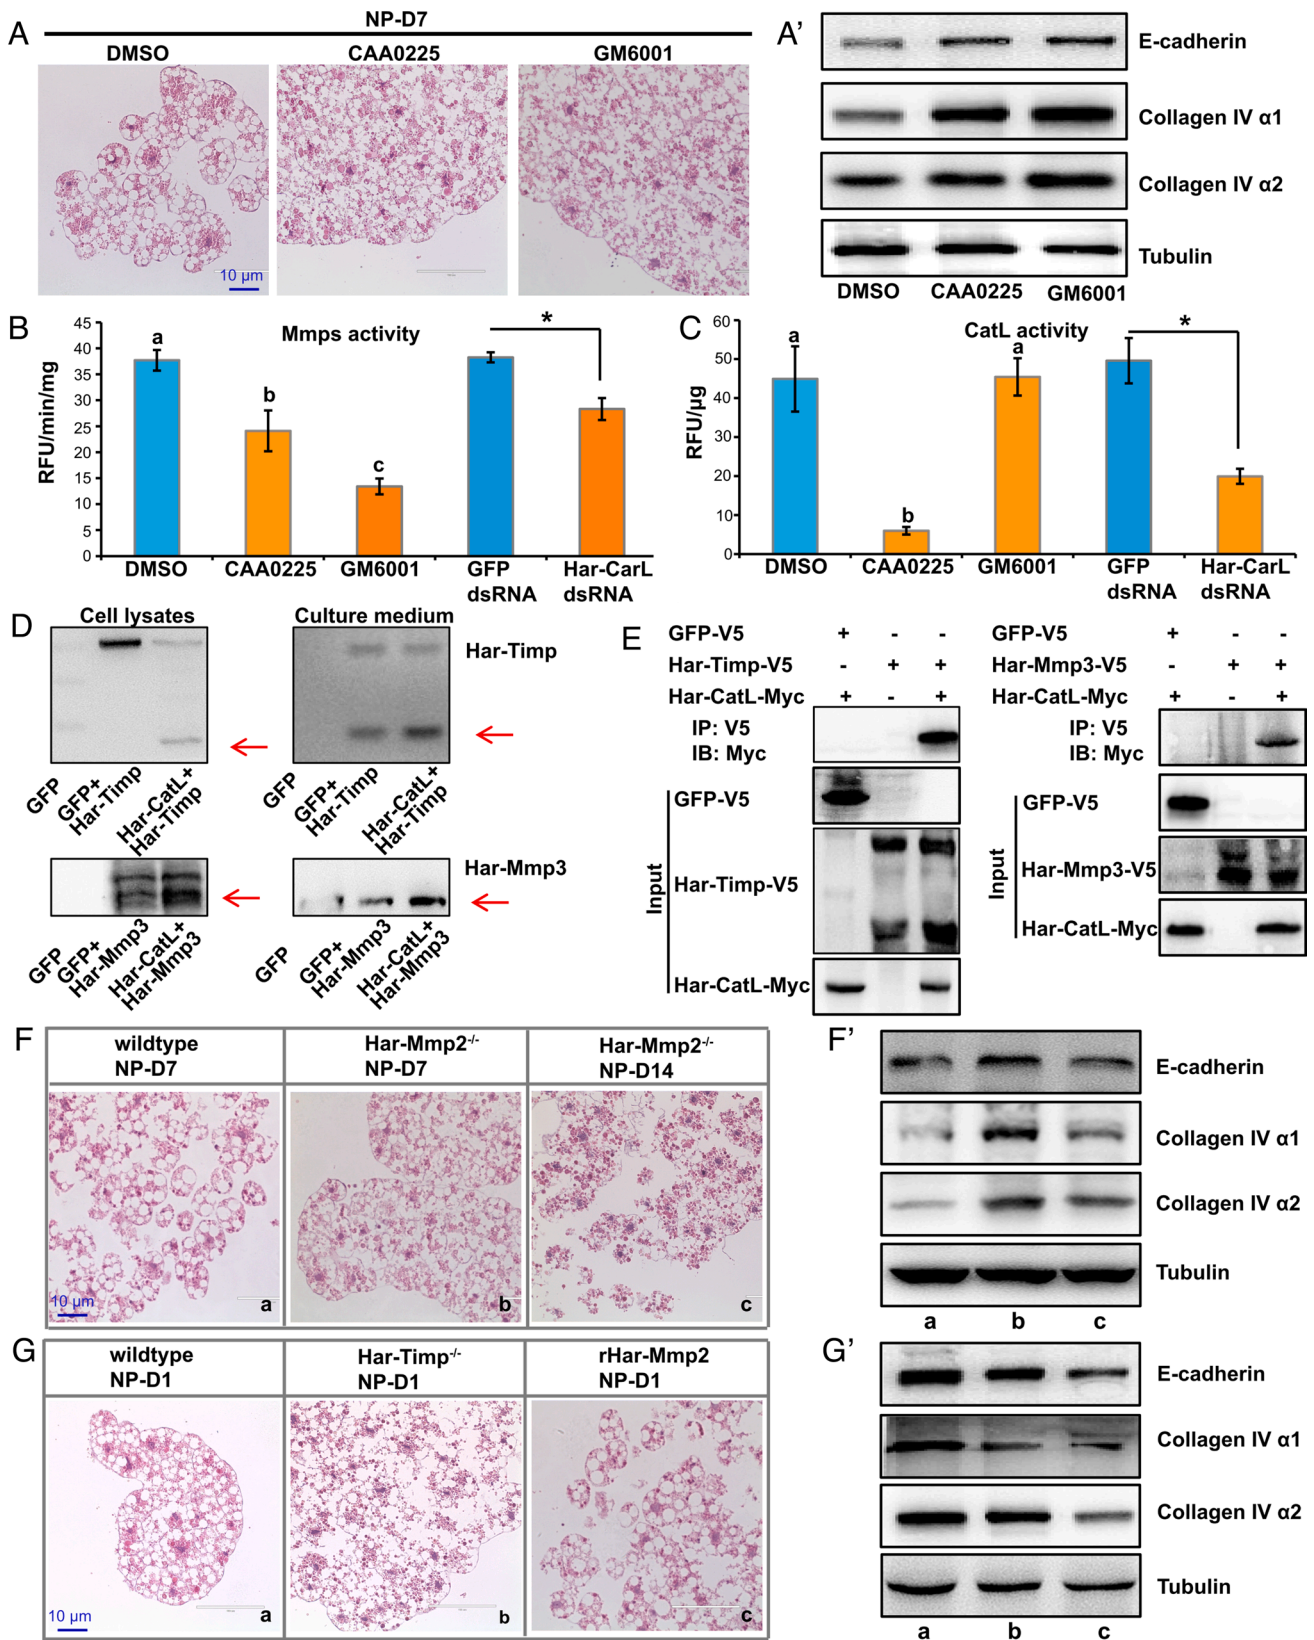 A
NP-D7
DMSO
CAA0225
GM6001
10 µm
A'
E-cadherin
Collagen IV α1
Collagen IV α2
Tubulin
DMSO
CAA0225
GM6001
B
Mmps activity
RFU/min/mg
45
40
35
30
25
20
15
10
5
0
a
b
c
*
DMSO
CAA0225
GM6001
GFP
dsRNA
Har-CarL
dsRNA
C
CatL activity
RFU/µg
60
50
40
30
20
10
0
a
b
a
*
DMSO
CAA0225
GM6001
GFP
dsRNA
Har-CarL
dsRNA
D
Cell lysates
Culture medium
Har-Timp
GFP
GFP+
Har-Timp
Har-CatL+
Har-Timp
GFP
GFP+
Har-Timp
Har-CatL+
Har-Timp
Har-Mmp3
GFP
GFP+
Har-Mmp3
Har-CatL+
Har-Mmp3
GFP
GFP+
Har-Mmp3
Har-CatL+
Har-Mmp3
E
GFP-V5 + - -
Har-Timp-V5 - + +
Har-CatL-Myc + - +
IP: V5
IB: Myc
Input
GFP-V5
Har-Timp-V5
Har-CatL-Myc
GFP-V5 + - -
Har-Mmp3-V5 - + +
Har-CatL-Myc + - +
IP: V5
IB: Myc
Input
GFP-V5
Har-Mmp3-V5
Har-CatL-Myc
F
wildtype
NP-D7
Har-Mmp2-/-
NP-D7
Har-Mmp2-/-
NP-D14
10 µm
a
b
c
F'
E-cadherin
Collagen IV α1
Collagen IV α2
Tubulin
a b c
G
wildtype
NP-D1
Har-Timp-/-
NP-D1
rHar-Mmp2
NP-D1
10 µm
a
b
c
G'
E-cadherin
Collagen IV α1
Collagen IV α2
Tubulin
a b c